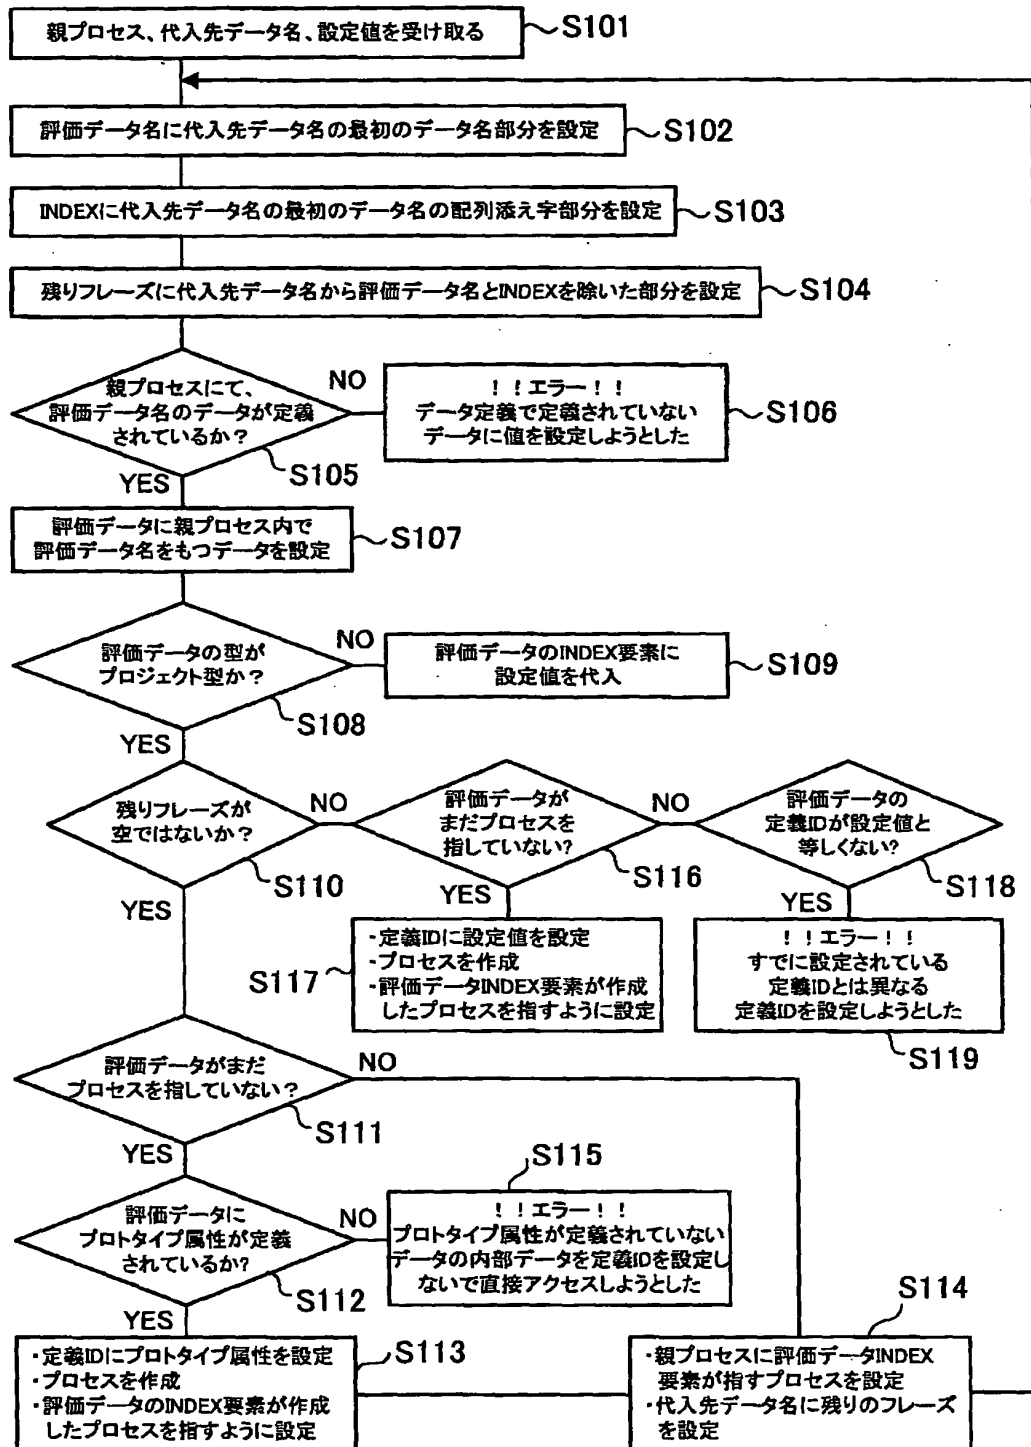 親プロセス、代入先データ名、設定値を受け取る
S101
評価データ名に代入先データ名の最初のデータ名部分を設定
S102
INDEXに代入先データ名の最初のデータ名の配列添え字部分を設定
S103
残りフレーズに代入先データ名から評価データ名とINDEXを除いた部分を設定
S104
親プロセスにて、
評価データ名のデータが定義
されているか？
S105
NO
！！エラー！！
データ定義で定義されていない
データに値を設定しようとした
S106
YES
評価データに親プロセス内で
評価データ名をもつデータを設定
S107
評価データの型が
プロジェクト型か？
S108
NO
評価データのINDEX要素に
設定値を代入
S109
YES
残りフレーズが
空ではないか？
S110
NO
評価データが
まだプロセスを
指していない?
S116
NO
評価データの
定義IDが設定値と
等しくない?
S118
YES
YES
YES
・定義IDに設定値を設定
・プロセスを作成
・評価データINDEX要素が作成
したプロセスを指すように設定
S117
！！エラー！！
すでに設定されている
定義IDとは異なる
定義IDを設定しようとした
S119
評価データがまだ
プロセスを指していない？
S111
NO
YES
評価データに
プロトタイプ属性が定義
されているか?
S112
NO
S115
！！エラー！！
プロトタイプ属性が定義されていない
データの内部データを定義IDを設定し
ないで直接アクセスしようとした
YES
・定義IDにプロトタイプ属性を設定
・プロセスを作成
・評価データのINDEX要素が作成
したプロセスを指すように設定
S113
S114
・親プロセスに評価データINDEX
要素が指すプロセスを設定
・代入先データ名に残りのフレーズ
を設定